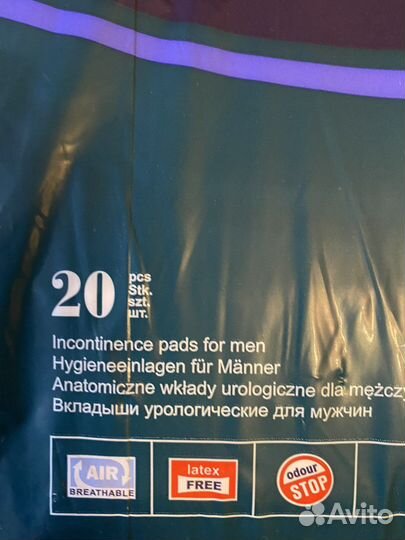 20 pcs
Stk.
szt.
шт.
Incontinence pads for men
Hygieneeinlagen für Männer
Anatomiczne wkłady urologiczne dla mężczy
Вкладыши урологические для мужчин
AIR
BREATHABLE
latex
FREE
odour
STOP
Avito